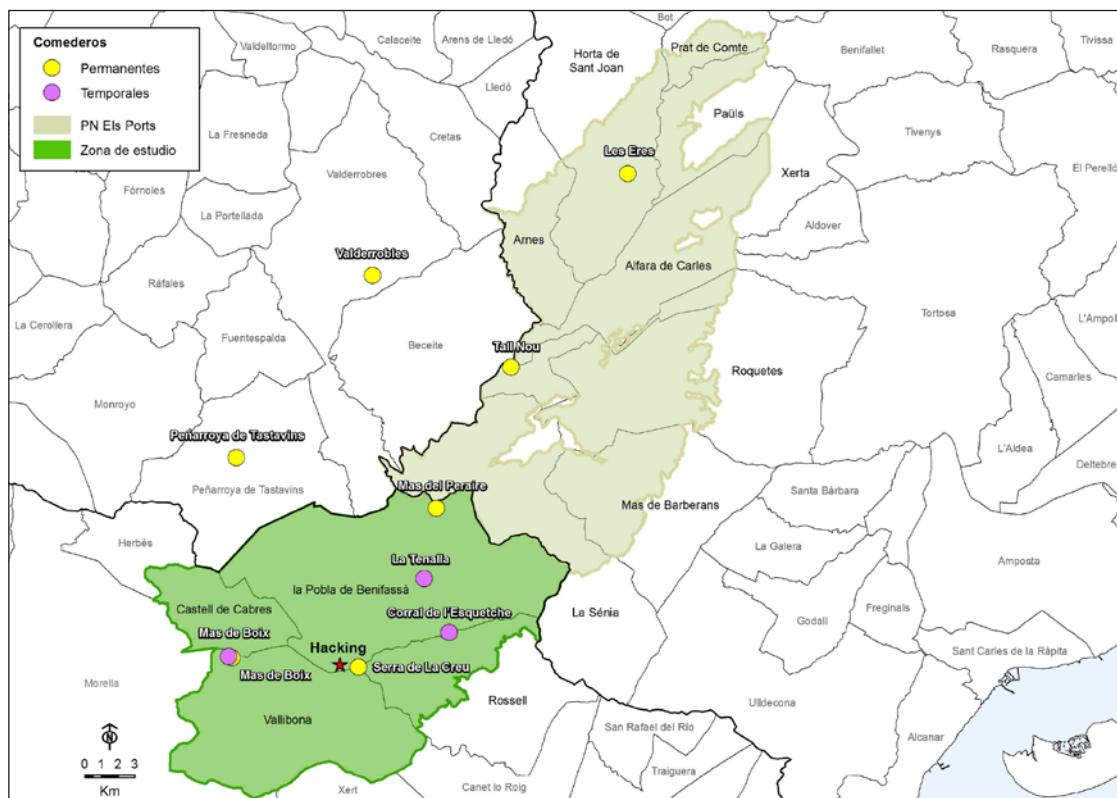 Comederos
Permanentes
Temporales
PN Els Ports
Zona de estudio
Bot
Calaceite
Arens de Lledó
Valdeltormo
Prat de Comte
Horta de
Sant Joan
Benifallet
Rasquera
Tivissa
Lledó
Paüls
La Fresneda
Cretas
Tivenys
Les Eres
El Perelló
Valderrobres
Xerta
Fórnoles
La Portellada
Aldover
Arnes
Valderrobles
Alfara de Carles
Ráfales
Tortosa
La Cerollera
Fuentespalda
L'Ampoll
Beceite
Tall Nou
Roquetes
Camarles
Monroyo
Peñarroya de Tastavins
L'Aldea
Deltebre
Mas del Peraire
Peñarroya de Tastavins
Santa Bàrbara
Mas de Barberans
Herbés
La Galera
Amposta
La Tenalla
la Pobla de Benifassà
Castell de Cabres
Corral de l'Esquetche
La Sénia
Freginals
Godall
Mas de Boix
Hacking
Sant Carles de la Ràpita
Serra de La Creu
Mas de Boix
Morella
Rossell
Ulldecona
Vallibona
San Rafael del Río
Alcanar
N
0 1 2 3
Km
Traiguera
Xert
Canet lo Roig